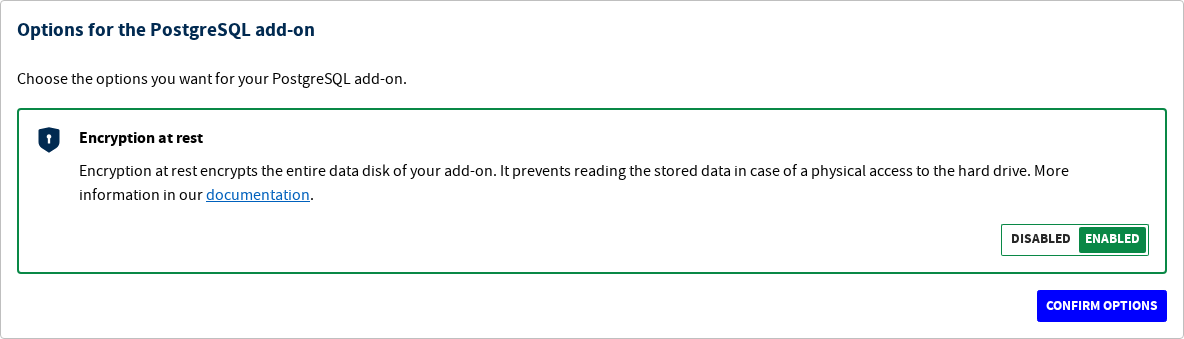 Options for the PostgreSQL add-on
Choose the options you want for your PostgreSQL add-on.
Encryption at rest
Encryption at rest encrypts the entire data disk of your add-on. It prevents reading the stored data in case of a physical access to the hard drive. More
information in our documentation.
DISABLED ENABLED
CONFIRM OPTIONS